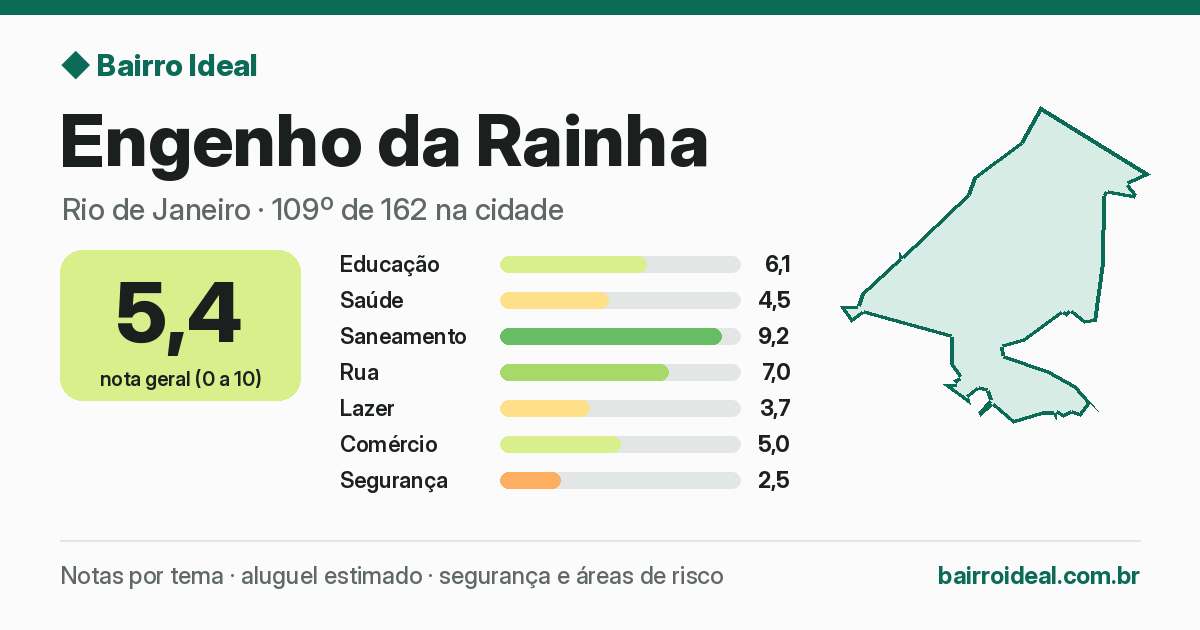 Bairro Ideal
Engenho da Rainha
Rio de Janeiro · 109º de 162 na cidade
5,4
nota geral (0 a 10)
Educação 6,1
Saúde 4,5
Saneamento 9,2
Rua 7,0
Lazer 3,7
Comércio 5,0
Segurança 2,5
Notas por tema · aluguel estimado · segurança e áreas de risco
bairroideal.com.br